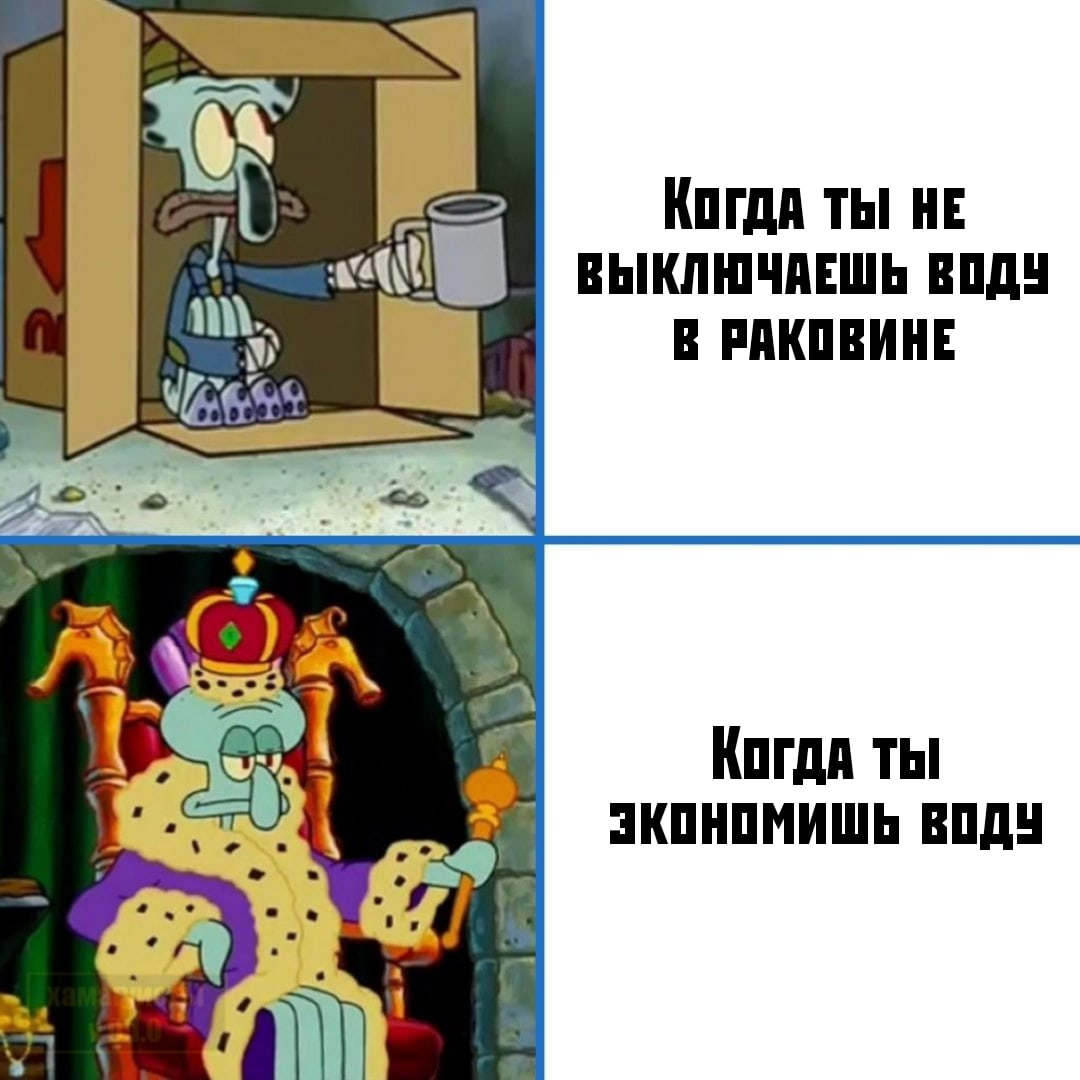 Когда ты не
выключаешь воду
в раковине
Когда ты
экономишь воду